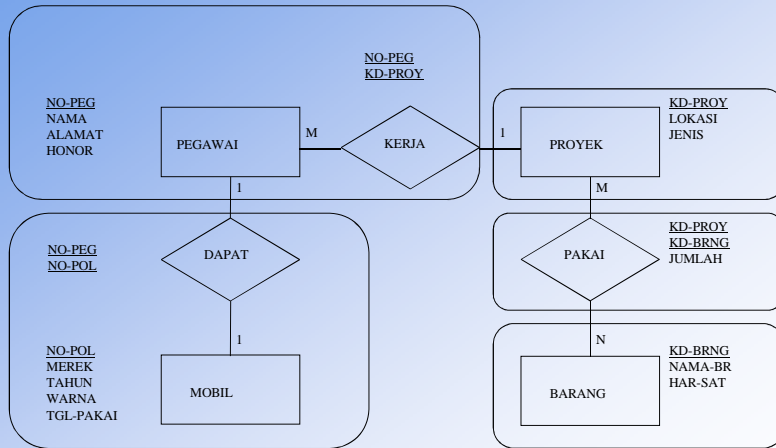 NO-PEG
KD-PROY
NO-PEG
NAMA
ALAMAT
HONOR
PEGAWAI
M
KERJA
1
PROYEK
KD-PROY
LOKASI
JENIS
1
M
NO-PEG
NO-POL
DAPAT
PAKAI
KD-PROY
KD-BRNG
JUMLAH
1
N
NO-POL
MEREK
TAHUN
WARNA
TGL-PAKAI
MOBIL
BARANG
KD-BRNG
NAMA-BR
HAR-SAT